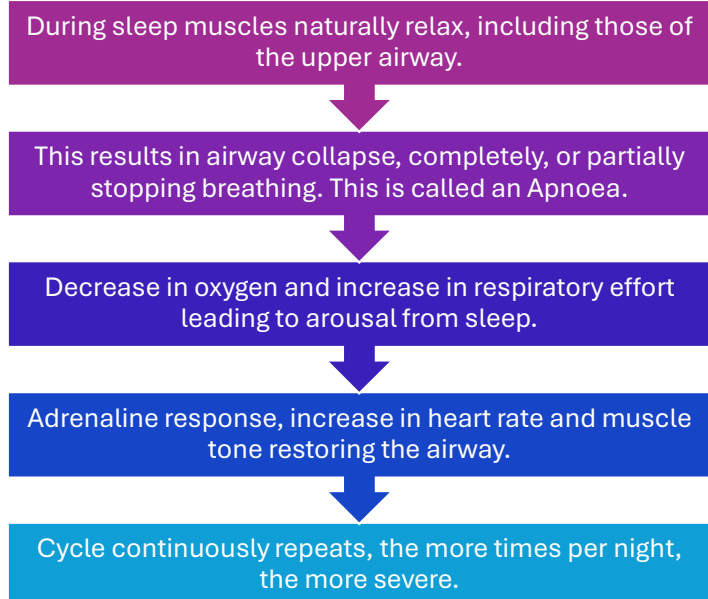 During sleep muscles naturally relax, including those of
the upper airway.
This results in airway collapse, completely, or partially
stopping breathing. This is called an Apnoea.
Decrease in oxygen and increase in respiratory effort
leading to arousal from sleep.
Adrenaline response, increase in heart rate and muscle
tone restoring the airway.
Cycle continuously repeats, the more times per night,
the more severe.